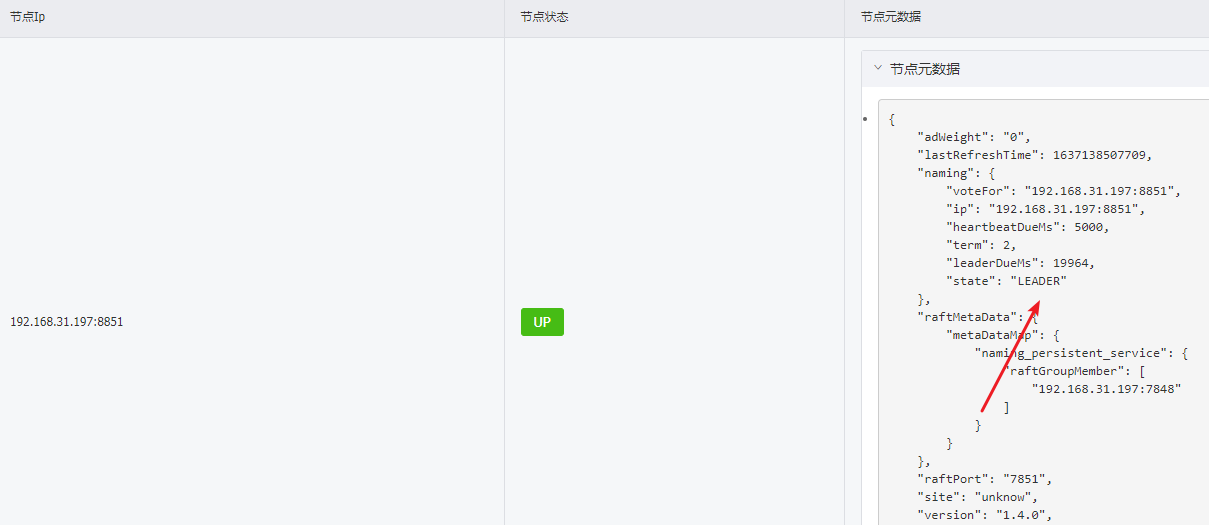 节点Ip 节点状态 节点元数据
节点元数据
{
"adWeight": "0",
"lastRefreshTime": 1637138507709,
"naming": {
"voteFor": "192.168.31.197:8851",
"ip": "192.168.31.197:8851",
"heartbeatDueMs": 5000,
"term": 2,
"leaderDueMs": 19964,
"state": "LEADER"
},
"raftMetaData": {
"metaDataMap": {
"naming_persistent_service": {
"raftGroupMember": [
"192.168.31.197:7848"
]
}
}
},
"raftPort": "7851",
"site": "unknow",
"version": "1.4.0",
192.168.31.197:8851 UP